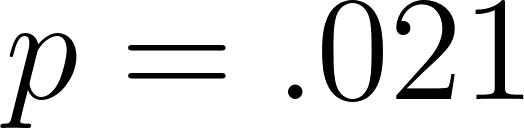 p = .021